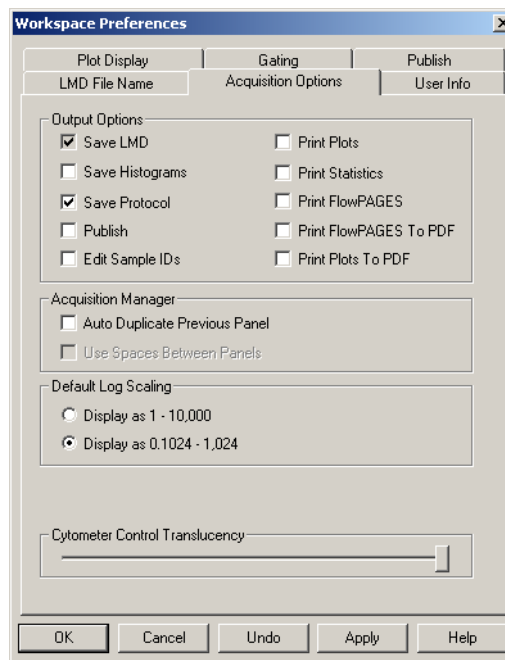 Workspace Preferences
Plot Display Gating Publish
LMD File Name Acquisition Options User Info
Output Options
Save LMD Print Plots
Save Histograms Print Statistics
Save Protocol Print FlowPAGES
Publish Print FlowPAGES To PDF
Edit Sample IDs Print Plots To PDF
Acquisition Manager
Auto Duplicate Previous Panel
Use Spaces Between Panels
Default Log Scaling
Display as 1 - 10,000
Display as 0.1024 - 1,024
Cytometer Control Translucency
OK Cancel Undo Apply Help